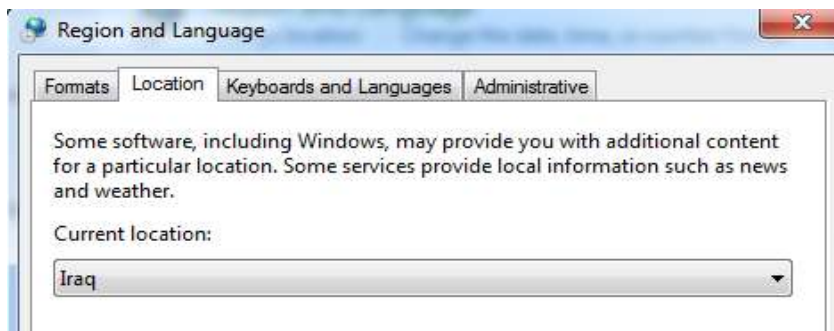 Region and Language
Formats Location Keyboards and Languages Administrative
Some software, including Windows, may provide you with additional content
for a particular location. Some services provide local information such as news
and weather.
Current location:
Iraq